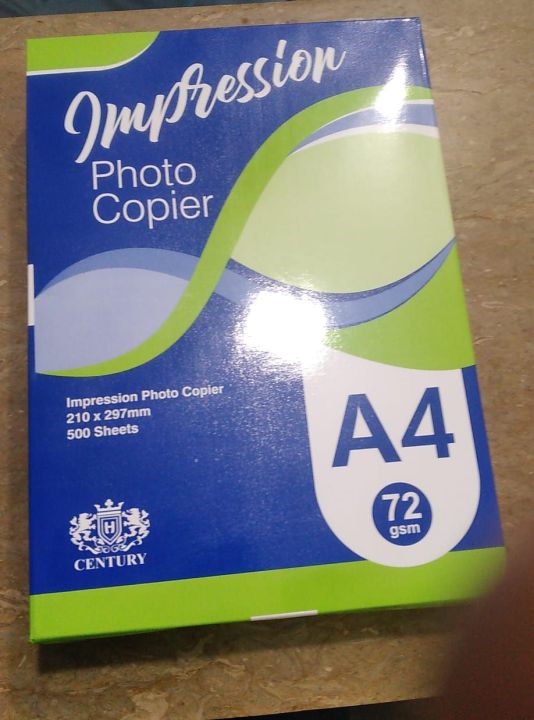 Impression
Photo
Copier
Impression Photo Copier
210 x 297mm
500 Sheets
A4
72
gsm
H
CENTURY